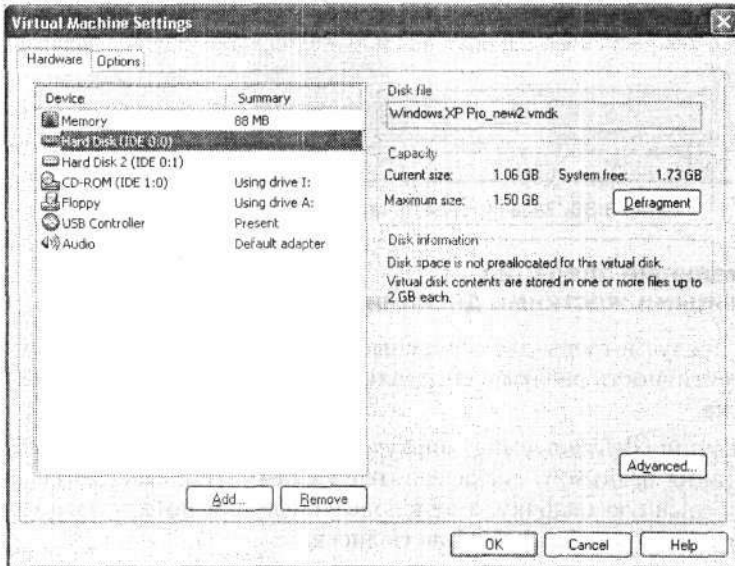 Virtual Machine Settings
Hardware Options
Device Summary
Memory 88 MB
Hard Disk (IDE 0:0)
Hard Disk 2 (IDE 0:1)
CD-ROM (IDE 1:0) Using drive I:
Floppy Using drive A:
USB Controller Present
Audio Default adapter
Add... Remove
Disk file
Windows XP Pro_new2.vmdk
Capacity
Current size: 1.06 GB System free: 1.73 GB
Maximum size: 1.50 GB Defragment
Disk information
Disk space is not preallocated for this virtual disk.
Virtual disk contents are stored in one or more files up to
2 GB each.
Advanced...
OK Cancel Help